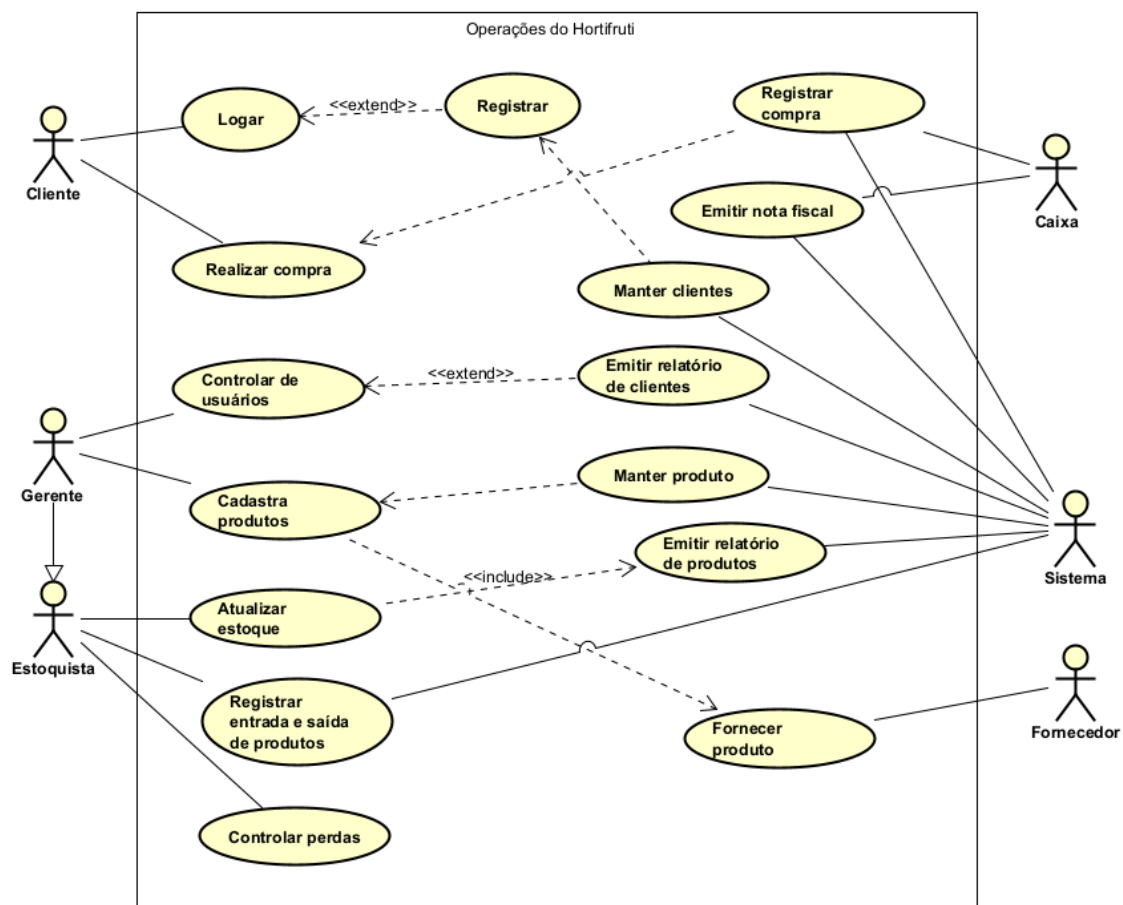 Operações do Hortifruti
Logar
<<extend>>
Registrar
Registrar
compra
Cliente
Emitir nota fiscal
Caixa
Realizar compra
Manter clientes
Controlar de
usuários
<<extend>>
Emitir relatório
de clientes
Gerente
Cadastra
produtos
Manter produto
Emitir relatório
de produtos
Sistema
<<include>>
Atualizar
estoque
Estoquista
Registrar
entrada e saída
de produtos
Fornecer
produto
Fornecedor
Controlar perdas